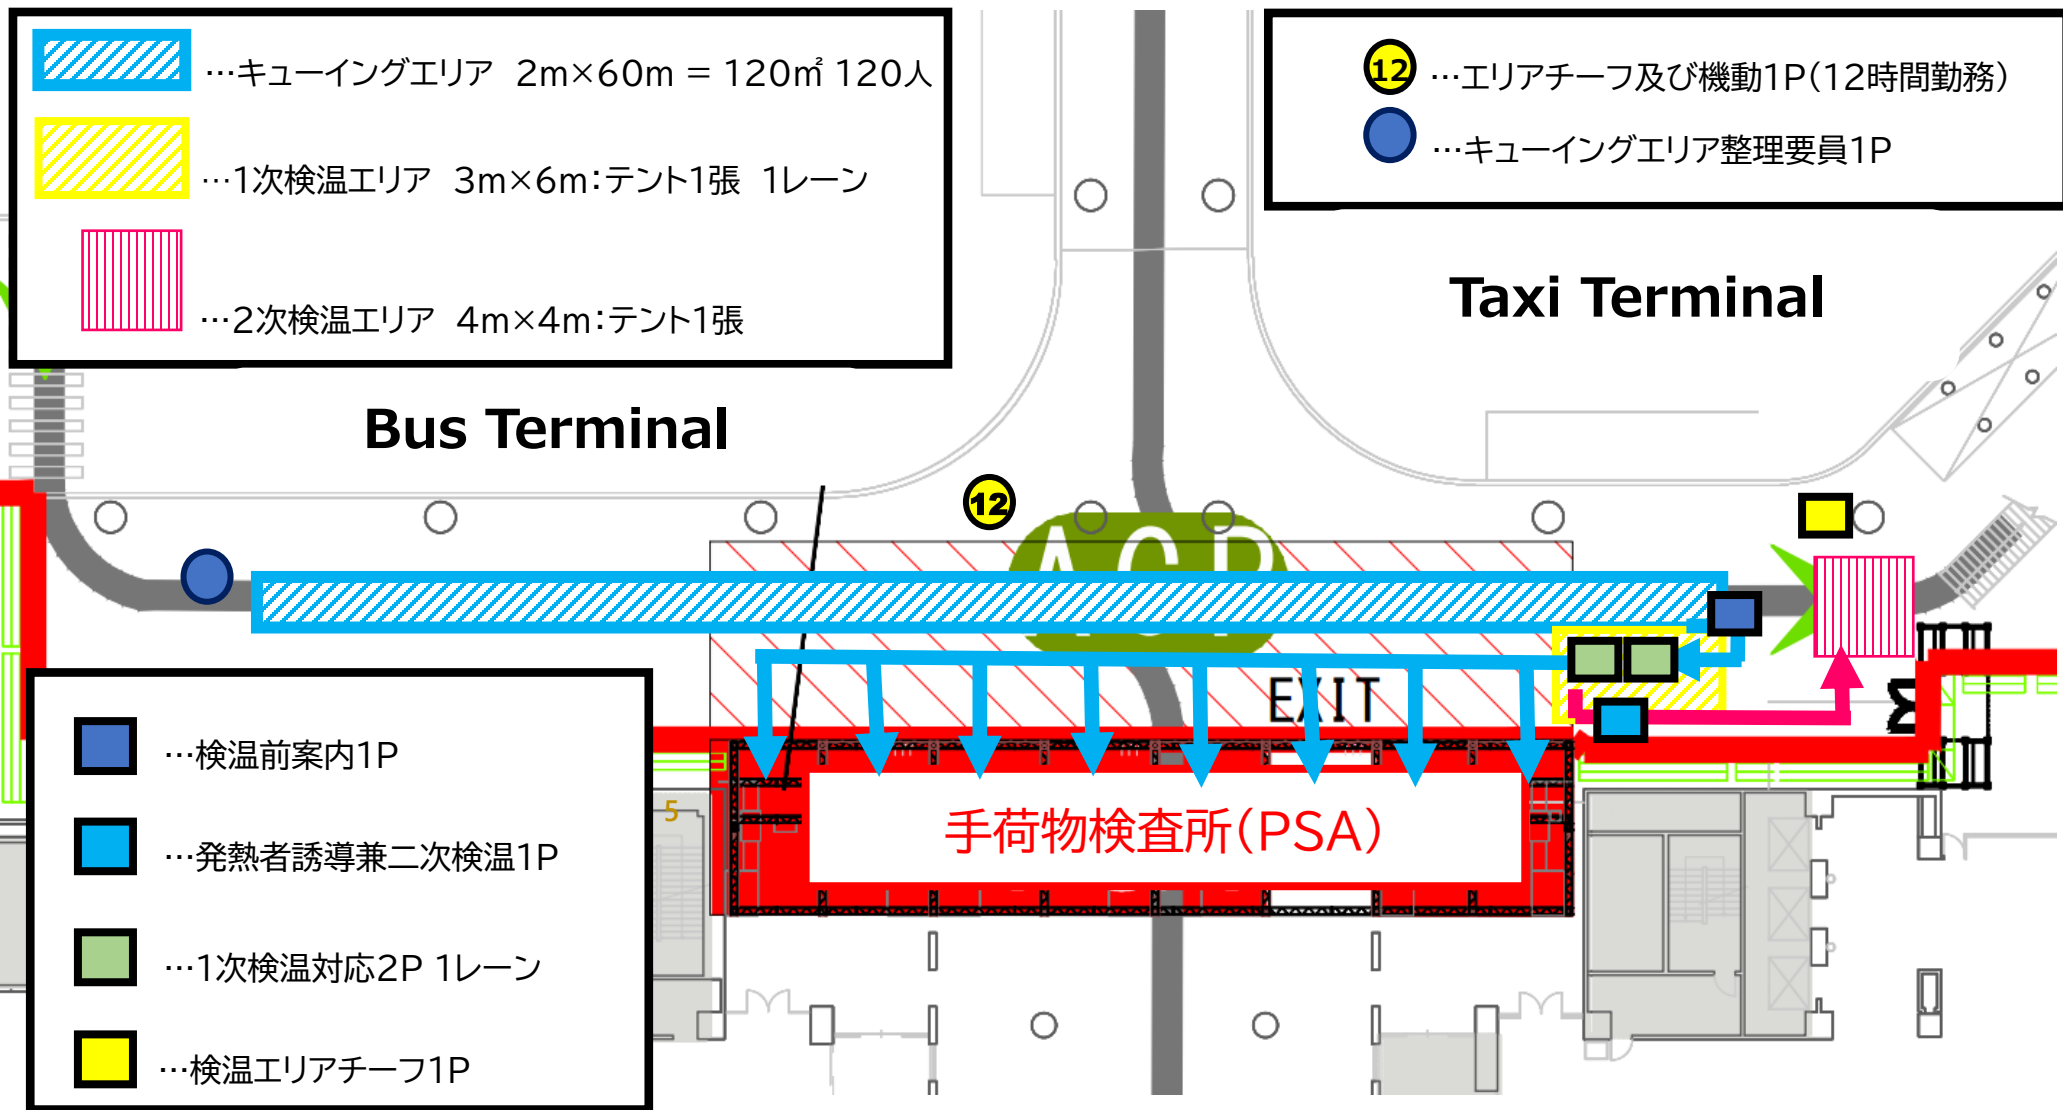 …キューイングエリア 2m×60m = 120㎡ 120人
…1次検温エリア 3m×6m:テント1張 1レーン
…2次検温エリア 4m×4m:テント1張
12 …エリアチーフ及び機動1P(12時間勤務)
…キューイングエリア整理要員1P
Taxi Terminal
Bus Terminal
12
ACP
EXIT
手荷物検査所(PSA)
5
…検温前案内1P
…発熱者誘導兼二次検温1P
…1次検温対応2P 1レーン
…検温エリアチーフ1P